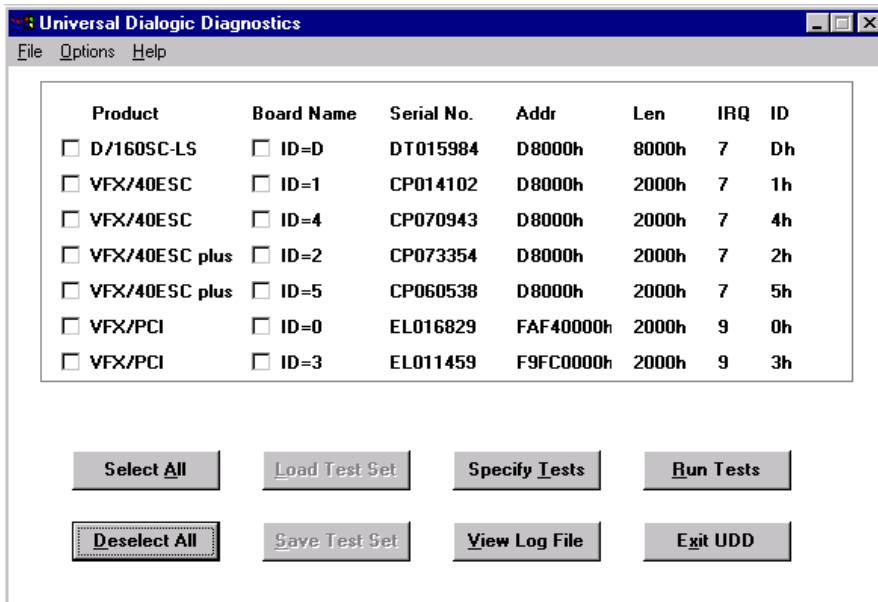 Universal Dialogic Diagnostics
File Options Help
Product Board Name Serial No. Addr Len IRQ ID
D/160SC-LS ID=D DT015984 D8000h 8000h 7 Dh
VFX/40ESC ID=1 CP014102 D8000h 2000h 7 1h
VFX/40ESC ID=4 CP070943 D8000h 2000h 7 4h
VFX/40ESC plus ID=2 CP073354 D8000h 2000h 7 2h
VFX/40ESC plus ID=5 CP060538 D8000h 2000h 7 5h
VFX/PCI ID=0 EL016829 FAF40000h 2000h 9 0h
VFX/PCI ID=3 EL011459 F9FC0000h 2000h 9 3h
Select All Load Test Set Specify Tests Run Tests
Deselect All Save Test Set View Log File Exit UDD